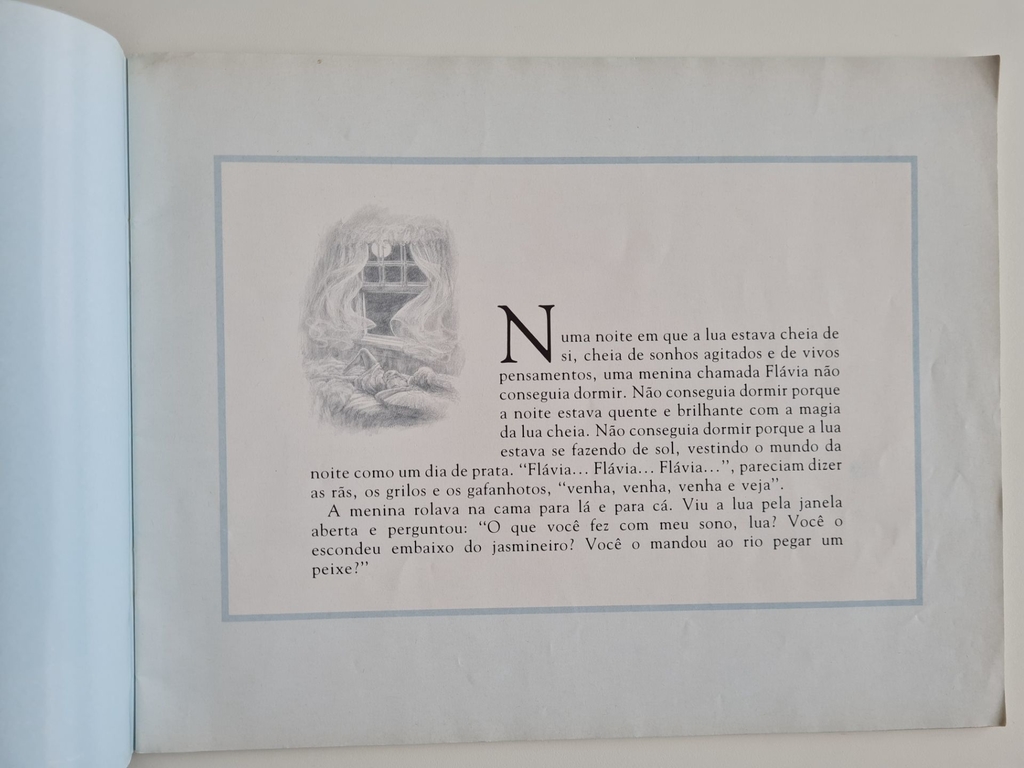 Numa noite em que a lua estava cheia de
si, cheia de sonhos agitados e de vivos
pensamentos, uma menina chamada Flávia não
conseguia dormir. Não conseguia dormir porque
a noite estava quente e brilhante com a magia
da lua cheia. Não conseguia dormir porque a lua
estava se fazendo de sol, vestindo o mundo da
noite como um dia de prata. “Flávia... Flávia... Flávia...”, pareciam dizer
as rãs, os grilos e os gafanhotos, “venha, venha, venha e veja”.
A menina rolava na cama para lá e para cá. Viu a lua pela janela
aberta e perguntou: “O que você fez com meu sono, lua? Você o
escondeu embaixo do jasmineiro? Você o mandou ao rio pegar um
peixe?”